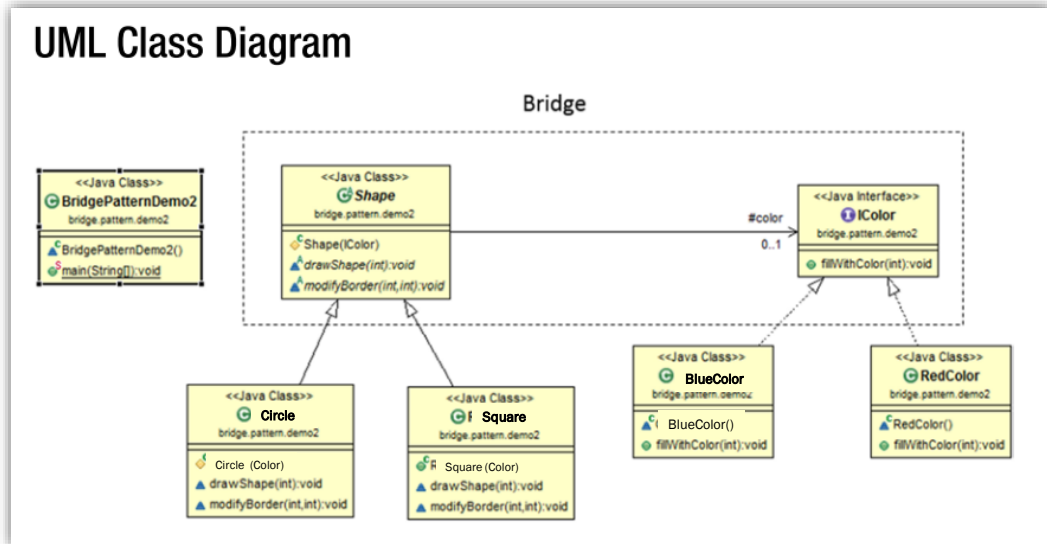 UML Class Diagram
Bridge
<<Java Class>>
BridgePatternDemo2
bridge.pattern.demo2
BridgePatternDemo2()
main(String[]):void
<<Java Class>>
Shape
bridge.pattern.demo2
Shape(IColor)
drawShape(int):void
modifyBorder(int,int):void
#color
0..1
<<Java Interface>>
IColor
bridge.pattern.demo2
fillWithColor(int):void
<<Java Class>>
Circle
bridge.pattern.demo2
Circle (Color)
drawShape(int):void
modifyBorder(int,int):void
<<Java Class>>
Square
bridge.pattern.demo2
Square (Color)
drawShape(int):void
modifyBorder(int,int):void
<<Java Class>>
BlueColor
bridge.pattern.demo2
BlueColor()
fillWithColor(int):void
<<Java Class>>
RedColor
bridge.pattern.demo2
RedColor()
fillWithColor(int):void